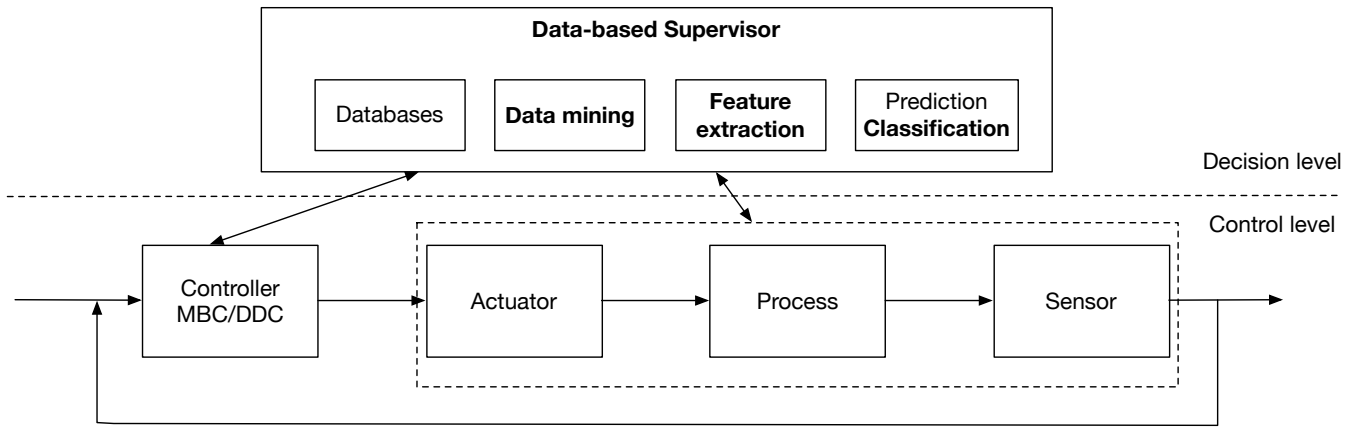 Data-based Supervisor
Databases
Data mining
Feature
extraction
Prediction
Classification
Decision level
Control level
Controller
MBC/DDC
Actuator
Process
Sensor